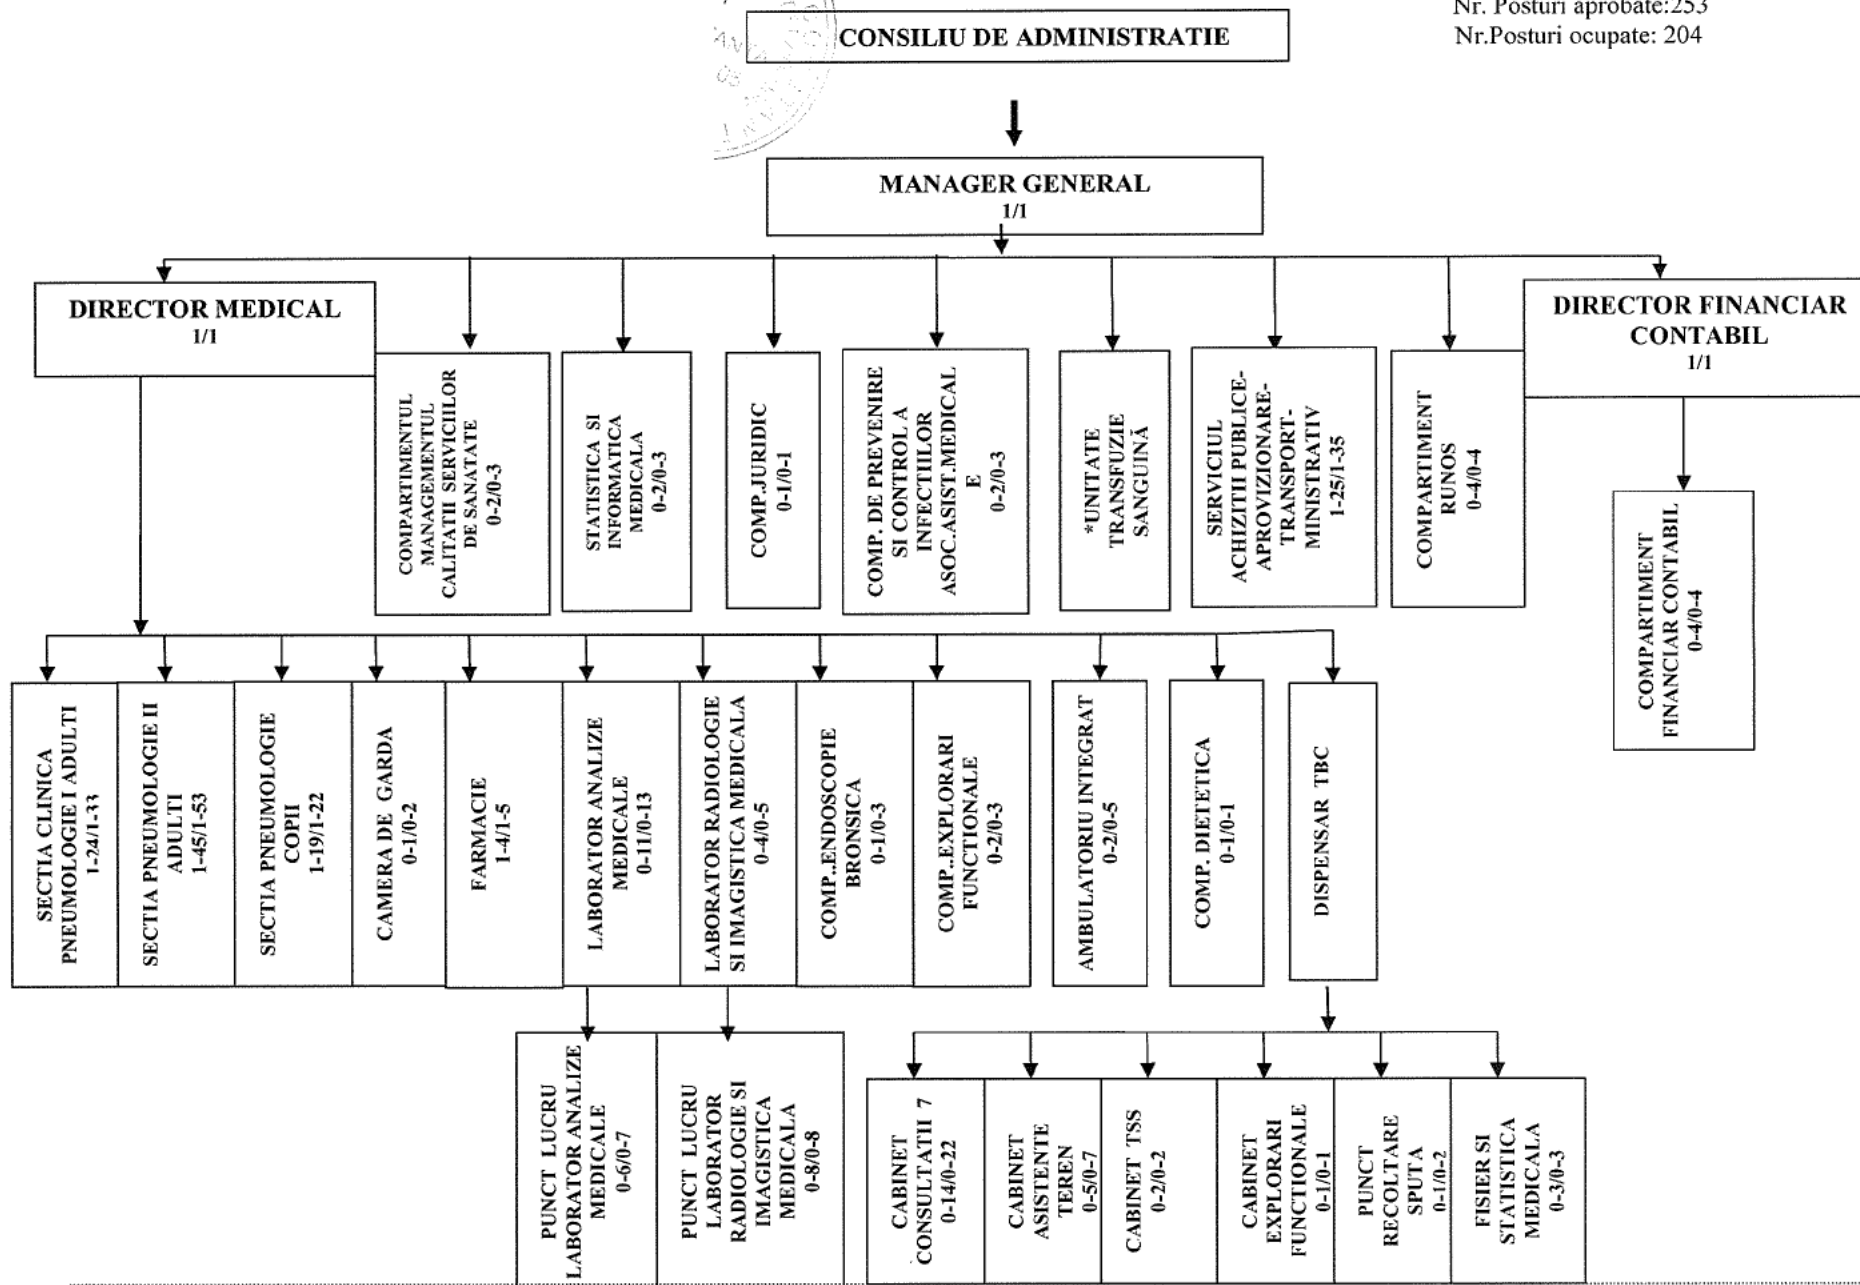 Nr. Posturi aprobate:253
Nr.Posturi ocupate: 204
CONSILIU DE ADMINISTRATIE
MANAGER GENERAL
1/1
DIRECTOR MEDICAL
1/1
COMPARTIMENTUL
MANAGEMENTUL
CALITATII SERVICIILOR
DE SANATATE
0-2/0-3
STATISTICA SI
INFORMATICA
MEDICALA
0-2/0-3
COMP.JURIDIC
0-1/0-1
COMP. DE PREVENIRE
SI CONTROL A
INFECTIILOR
ASOC.ASIST.MEDICAL
E
0-2/0-3
*UNITATE
TRANSFUZIE
SANGUINĂ
SERVICIUL
ACHIZITII PUBLICE-
APROVIZIONARE-
TRANSPORT-
MINISTRATIV
1-25/1-35
COMPARTIMENT
RUNOS
0-4/0-4
DIRECTOR FINANCIAR
CONTABIL
1/1
COMPARTIMENT
FINANCIAR CONTABIL
0-4/0-4
SECTIA CLINICA
PNEUMOLOGIE I ADULTI
1-24/1-33
SECTIA PNEUMOLOGIE II
ADULTI
1-45/1-53
SECTIA PNEUMOLOGIE
COPII
1-19/1-22
CAMERA DE GARDA
0-1/0-2
FARMACIE
1-4/1-5
LABORATOR ANALIZE
MEDICALE
0-11/0-13
LABORATOR RADIOLOGIE
SI IMAGISTICA MEDICALA
0-4/0-5
COMP..ENDOSCOPIE
BRONSICA
0-1/0-3
COMP..EXPLORARI
FUNCTIONALE
0-2/0-3
AMBULATORIU INTEGRAT
0-2/0-5
COMP. DIETETICA
0-1/0-1
DISPENSAR TBC
PUNCT LUCRU
LABORATOR ANALIZE
MEDICALE
0-6/0-7
PUNCT LUCRU
LABORATOR
RADIOLOGIE SI
IMAGISTICA
MEDICALA
0-8/0-8
CABINET
CONSULTATII 7
0-14/0-22
CABINET
ASISTENTE
TEREN
0-5/0-7
CABINET TSS
0-2/0-2
CABINET
EXPLORARI
FUNCTIONALE
0-1/0-1
PUNCT
RECOLTARE
SPUTA
0-1/0-2
FISIER SI
STATISTICA
MEDICALA
0-3/0-3